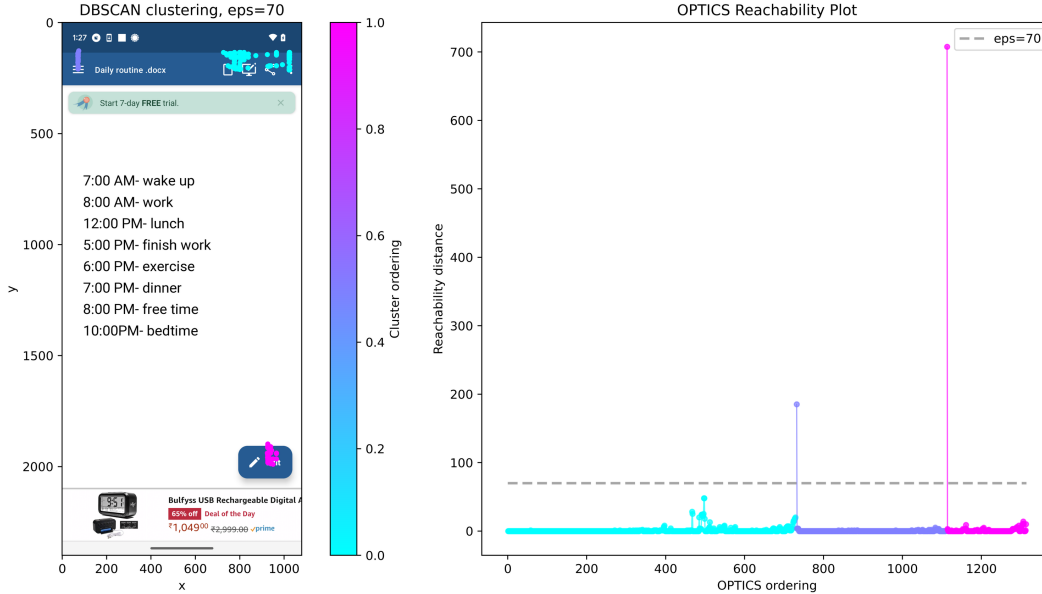 DBSCAN clustering, eps=70
0
500
1000
1500
2000
y
0 200 400 600 800 1000
x
1:27
Daily routine .docx
Start 7-day FREE trial.
7:00 AM- wake up
8:00 AM- work
12:00 PM- lunch
5:00 PM- finish work
6:00 PM- exercise
7:00 PM- dinner
8:00 PM- free time
10:00PM- bedtime
Bulfyss USB Rechargeable Digital A
65% off Deal of the Day
₹1,049⁰⁰ ₹2,999.00 prime
1.0
0.8
0.6
0.4
0.2
0.0
Cluster ordering
OPTICS Reachability Plot
eps=70
700
600
500
400
300
200
100
0
Reachability distance
0 200 400 600 800 1000 1200
OPTICS ordering